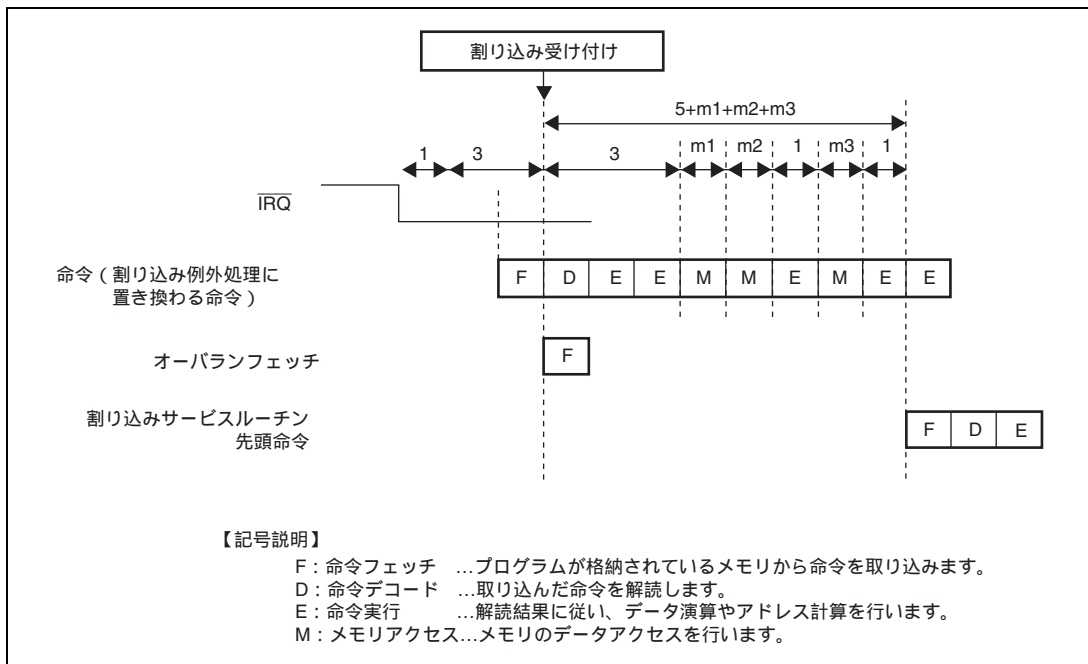 割り込み受け付け
5+m1+m2+m3
1 3 3 m1 m2 1 m3 1
IRQ
命令（割り込み例外処理に
置き換わる命令）
F D E E M M E M E E
オーバランフェッチ
F
割り込みサービスルーチン
先頭命令
F D E
【記号説明】
F：命令フェッチ …プログラムが格納されているメモリから命令を取り込みます。
D：命令デコード …取り込んだ命令を解読します。
E：命令実行 …解読結果に従い、データ演算やアドレス計算を行います。
M：メモリアクセス…メモリのデータアクセスを行います。